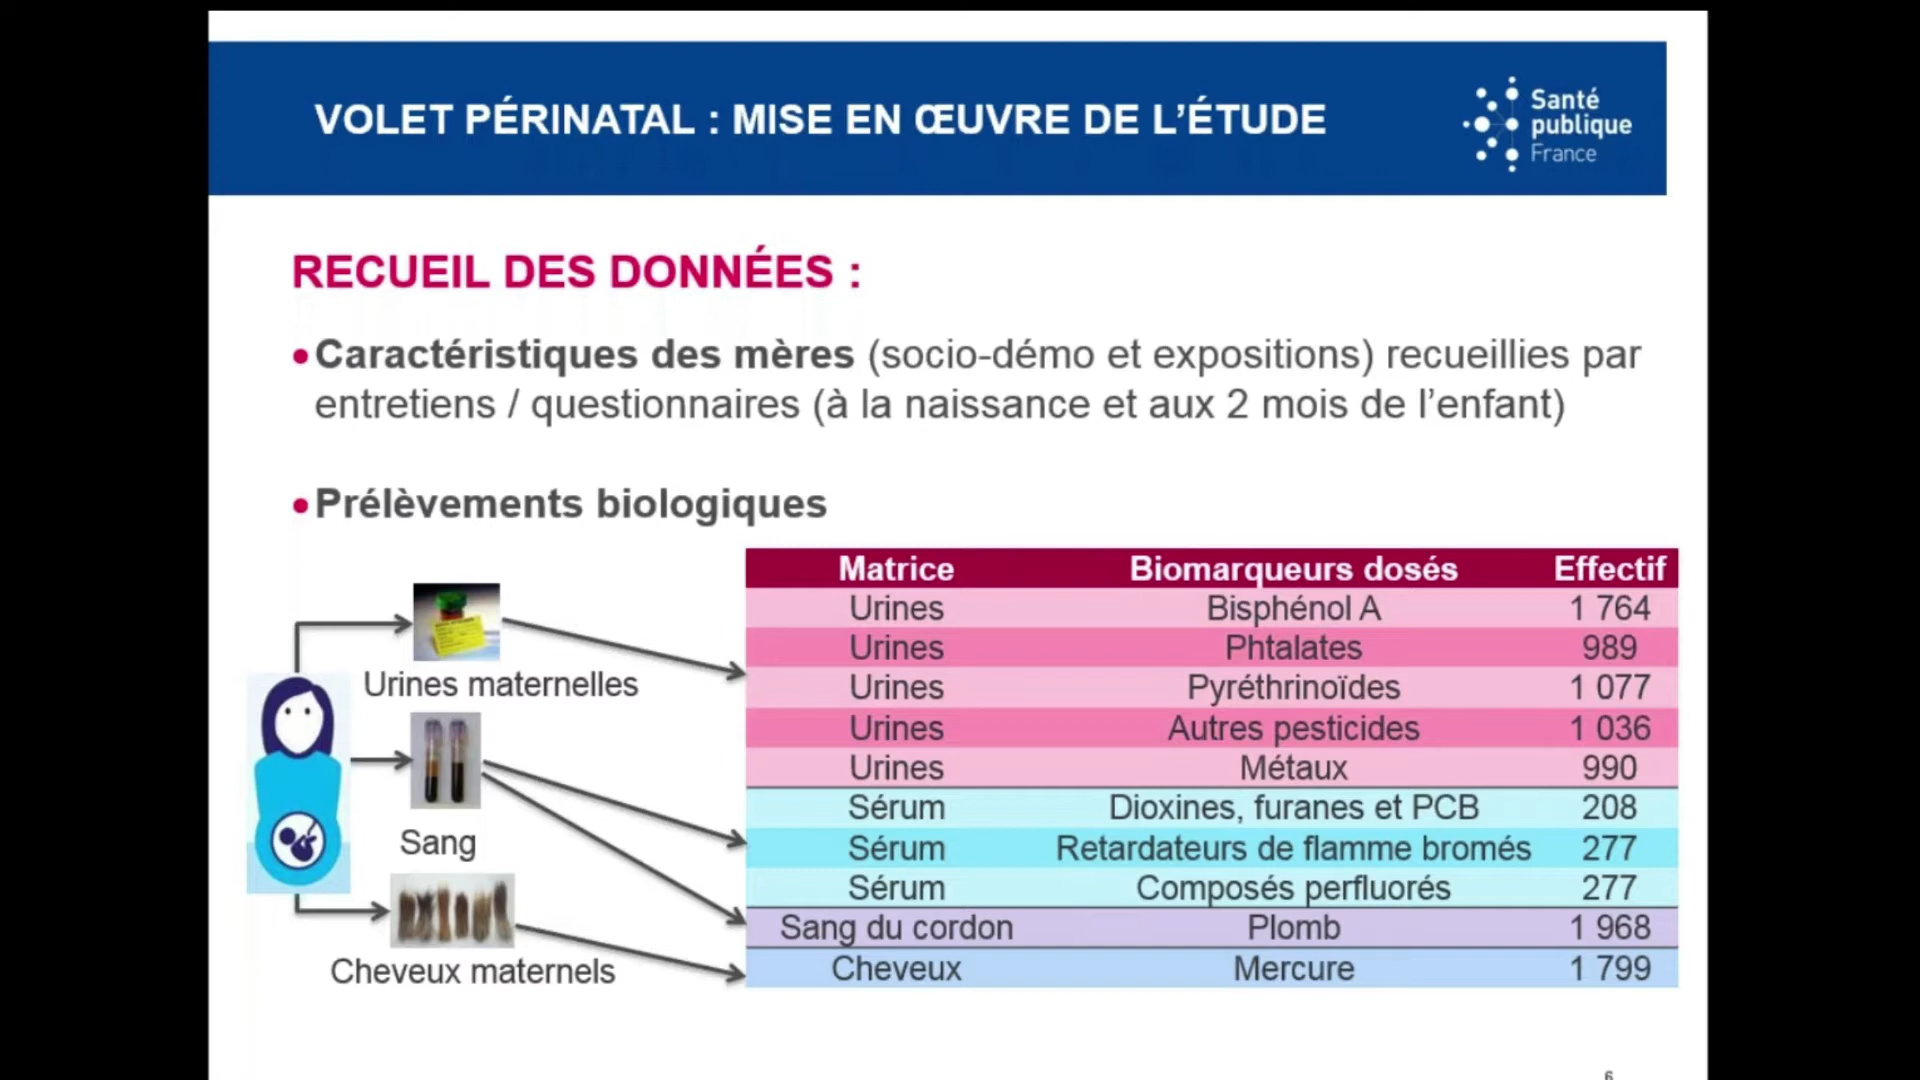 VOLET PÉRINATAL : MISE EN ŒUVRE DE L'ÉTUDE
Santé
publique
France
RECUEIL DES DONNÉES :
•Caractéristiques des mères (socio-démo et expositions) recueillies par
entretiens / questionnaires (à la naissance et aux 2 mois de l'enfant)
•Prélèvements biologiques
Urines maternelles
Sang
Cheveux maternels
Matrice Biomarqueurs dosés Effectif
Urines Bisphénol A 1 764
Urines Phtalates 989
Urines Pyréthrinoïdes 1 077
Urines Autres pesticides 1 036
Urines Métaux 990
Sérum Dioxines, furanes et PCB 208
Sérum Retardateurs de flamme bromés 277
Sérum Composés perfluorés 277
Sang du cordon Plomb 1 968
Cheveux Mercure 1 799
6